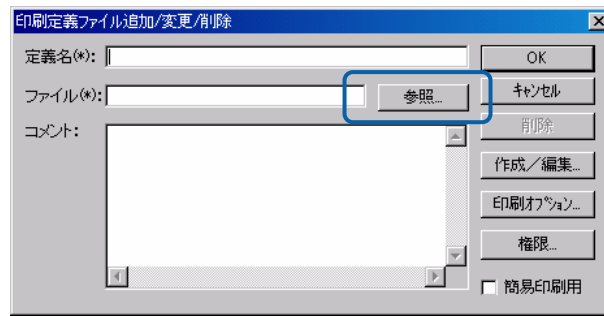 印刷定義ファイル追加/変更/削除
定義名(*):
OK
ファイル(*):
参照...
キャンセル
コメント:
削除
作成／編集...
印刷オプション...
権限...
簡易印刷用